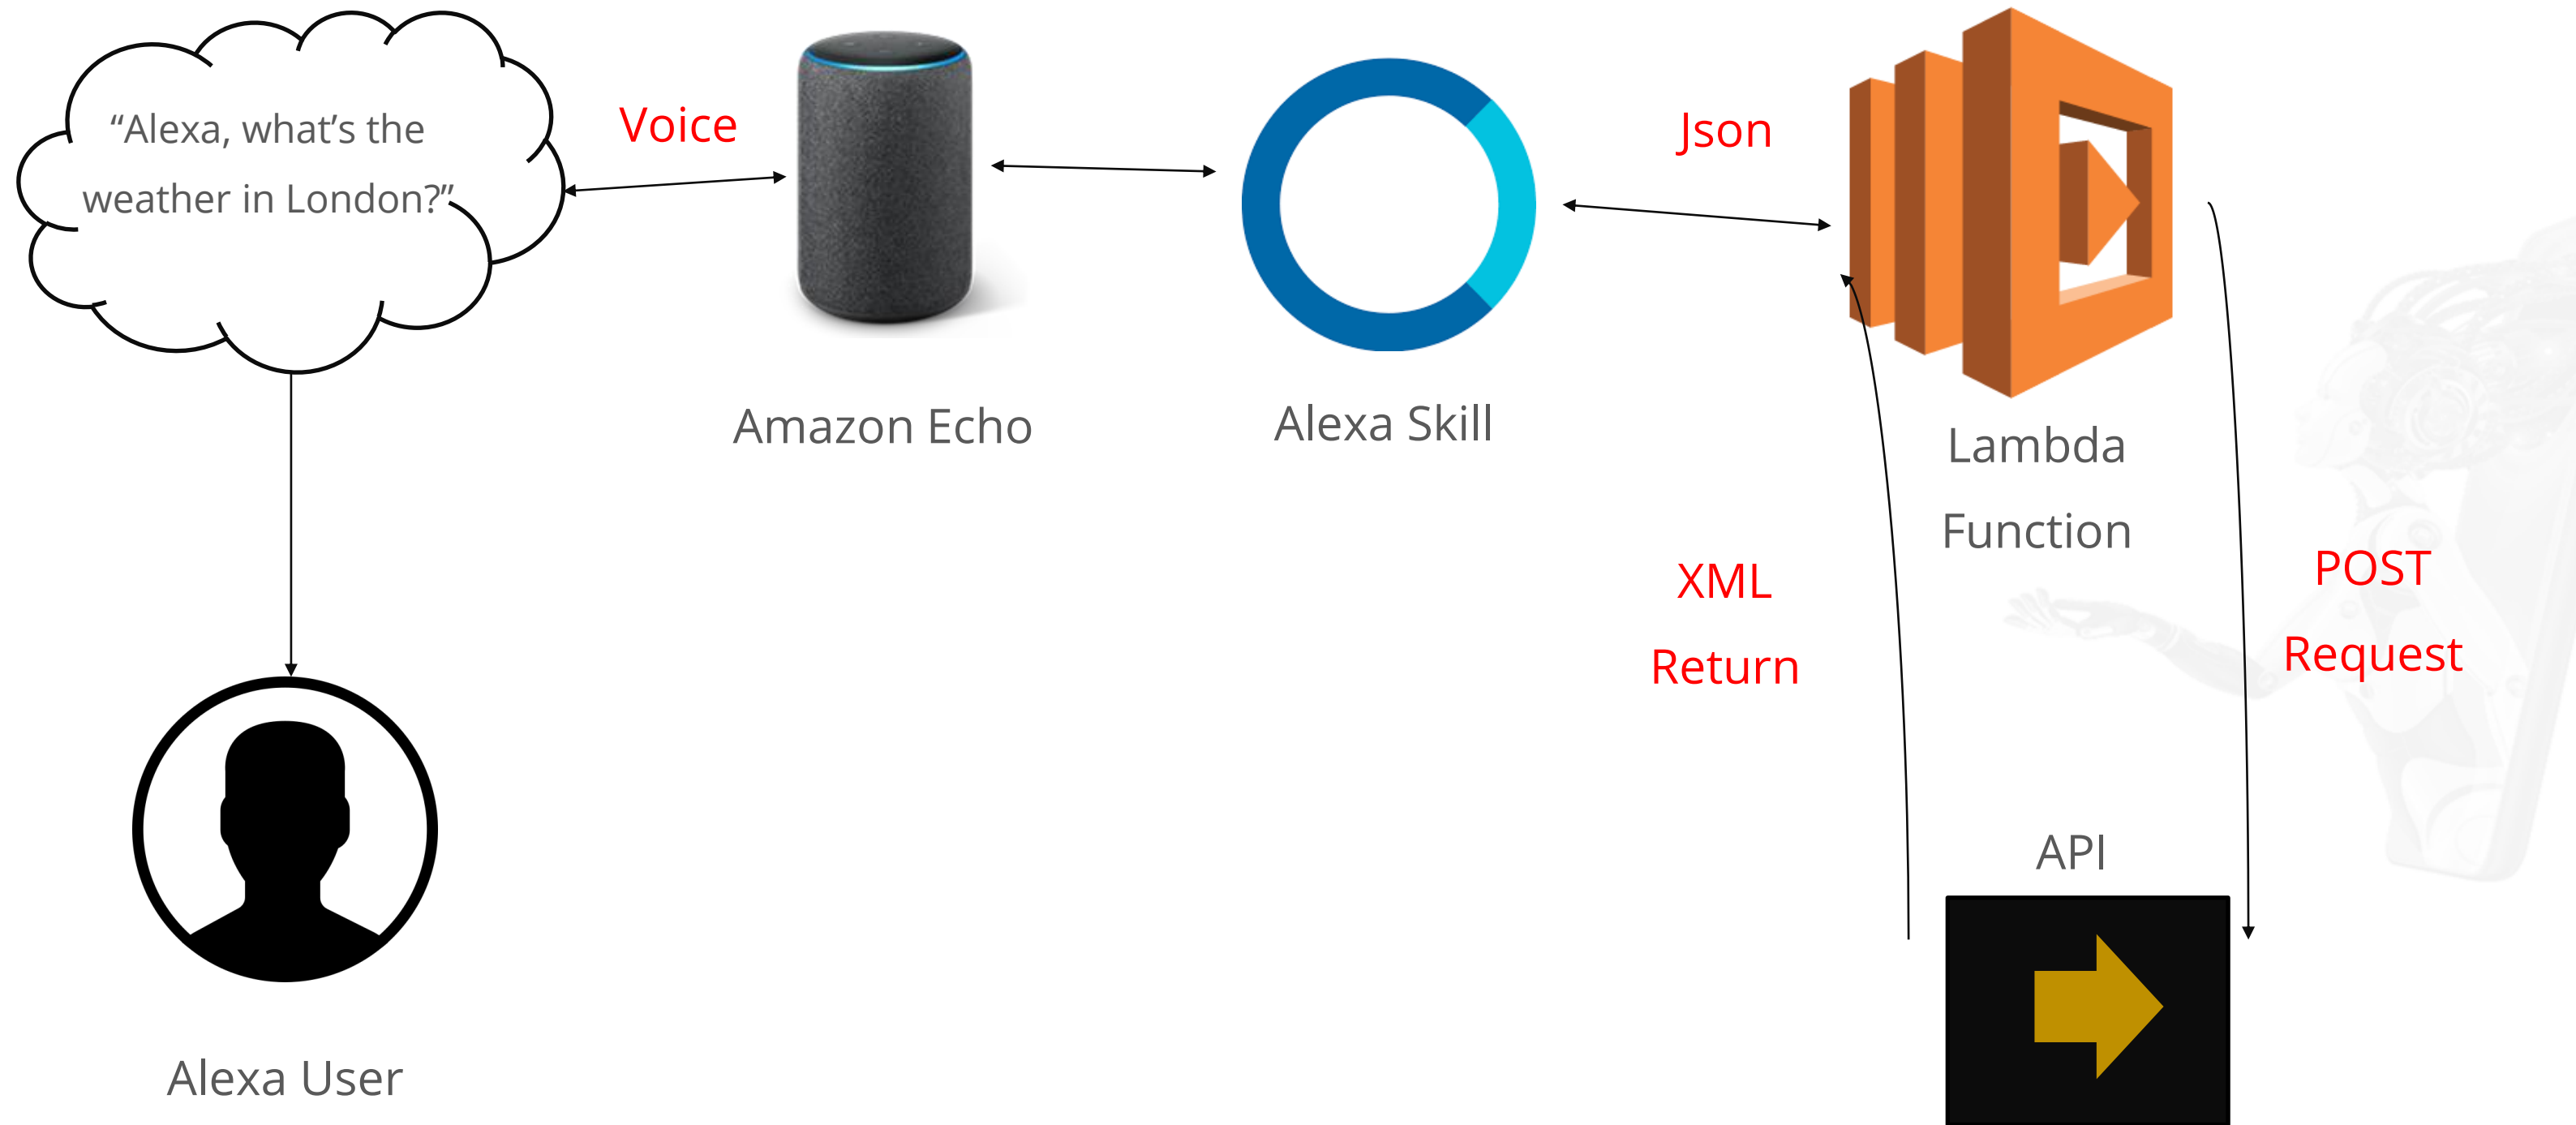 “Alexa, what’s the
weather in London?”
Voice
Amazon Echo
Alexa Skill
Json
Lambda
Function
XML
Return
POST
Request
API
Alexa User